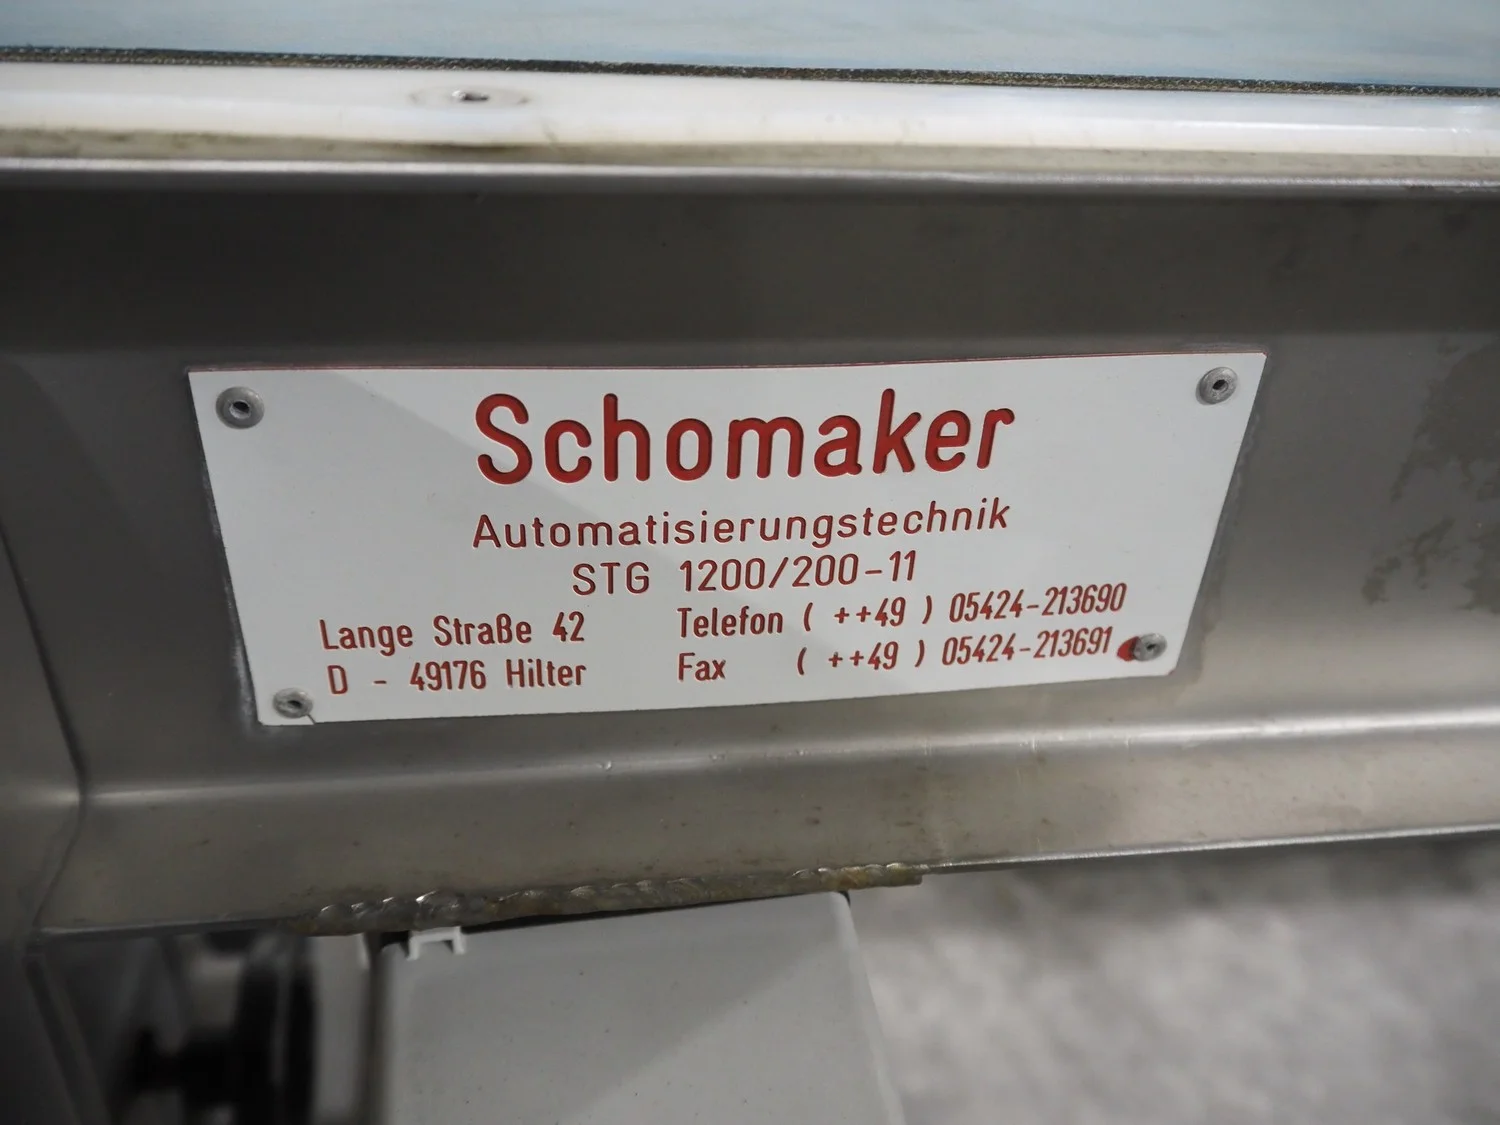 Schomaker
Automatisierungstechnik
STG 1200/200-11
Lange Straße 42 Telefon ( ++49 ) 05424-213690
D - 49176 Hilter Fax ( ++49 ) 05424-213691